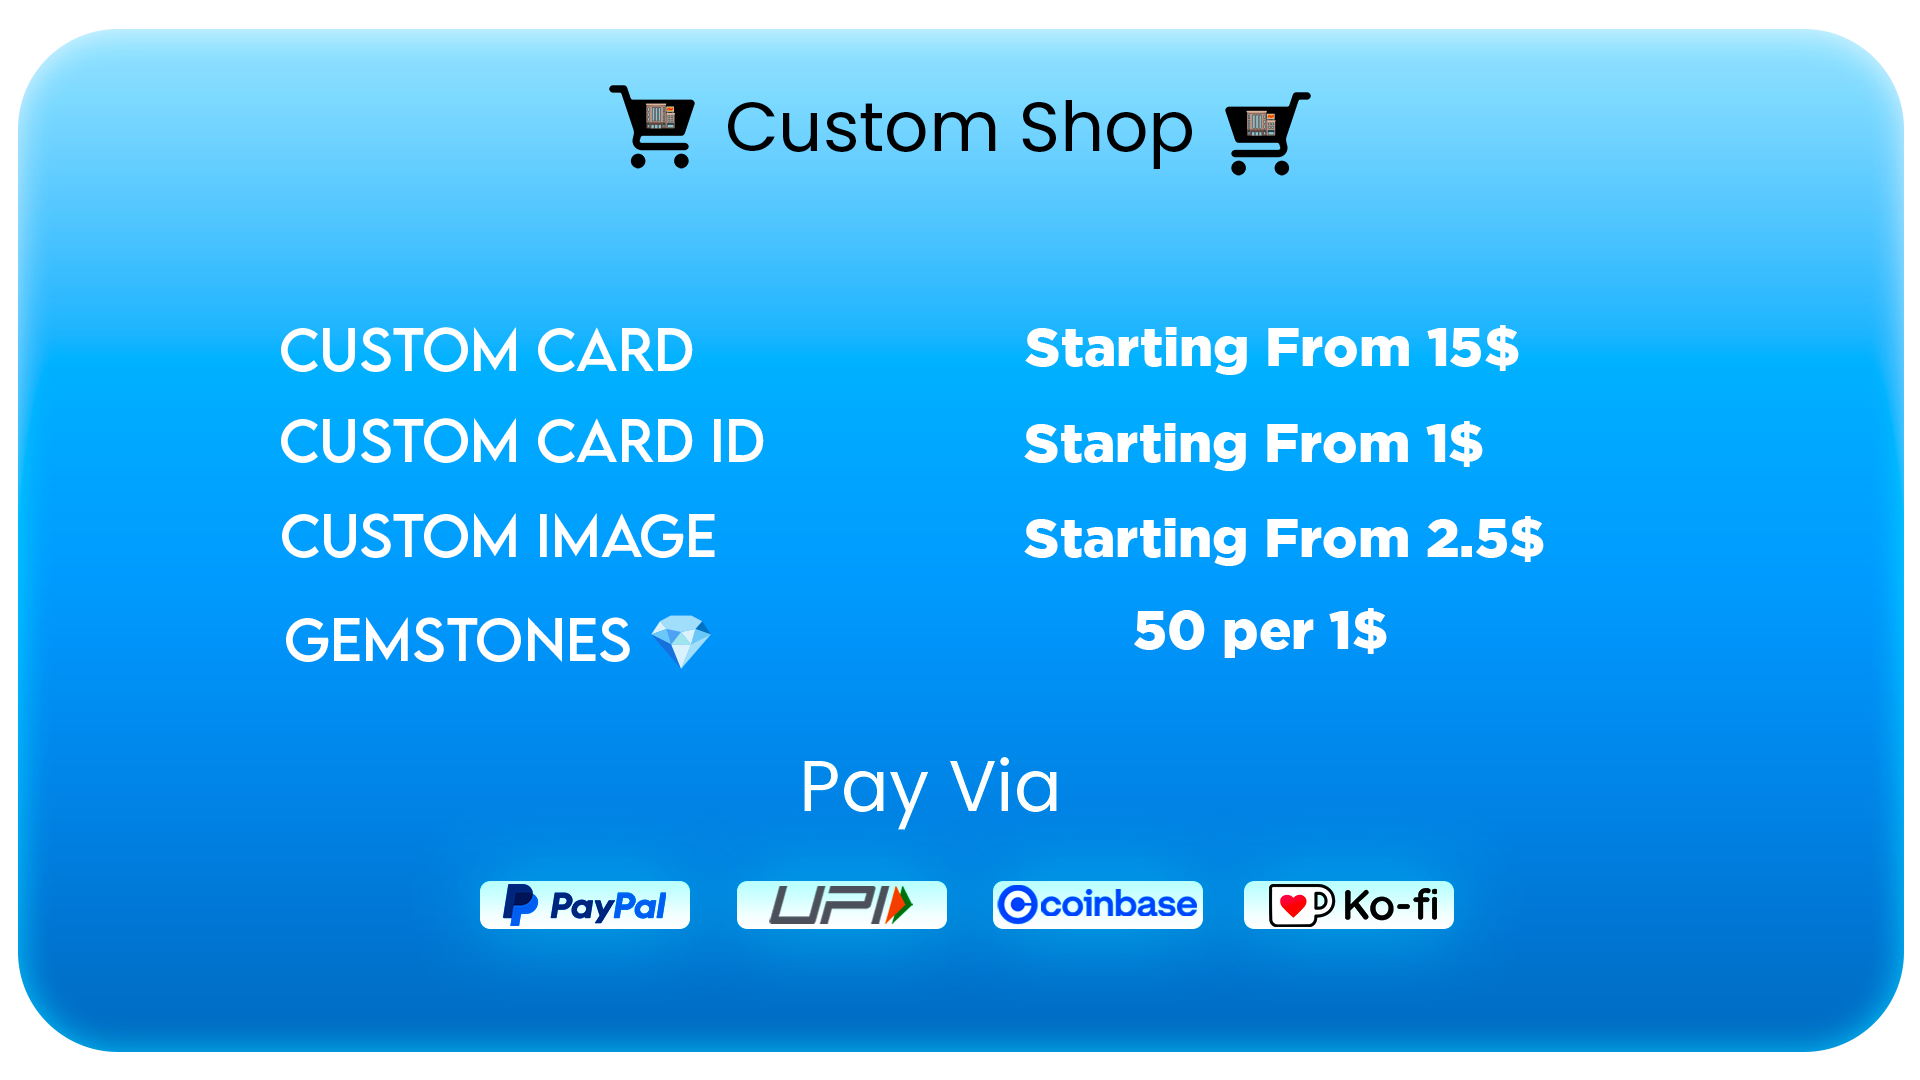 Custom Shop
CUSTOM CARD Starting From 15$
CUSTOM CARD ID Starting From 1$
CUSTOM IMAGE Starting From 2.5$
GEMSTONES 💎 50 per 1$
Pay Via
PayPal UPI coinbase Ko-fi